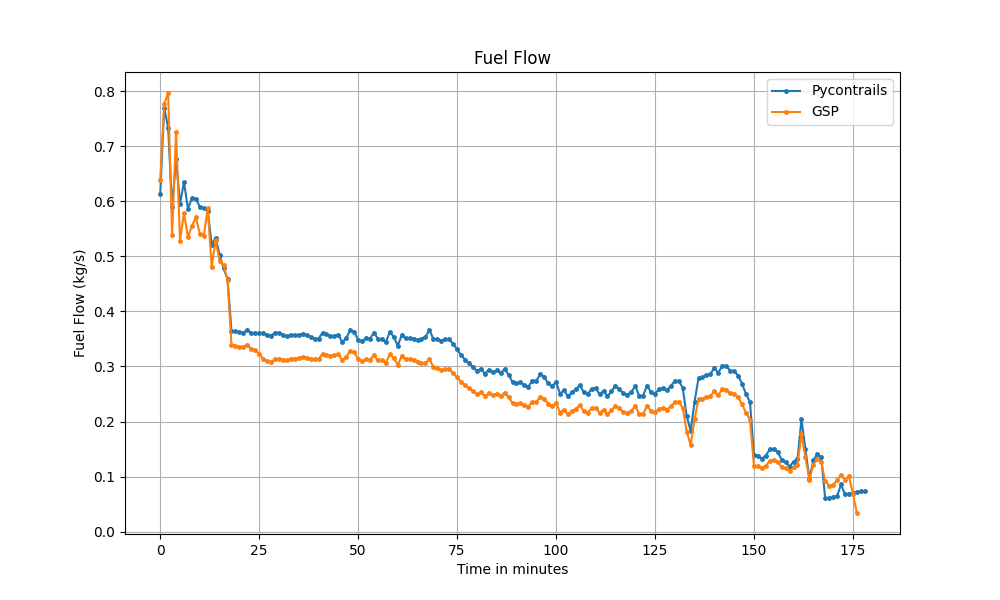 Fuel Flow
Pycontrails
GSP
0.8
0.7
0.6
0.5
0.4
0.3
0.2
0.1
0.0
Fuel Flow (kg/s)
0 25 50 75 100 125 150 175
Time in minutes